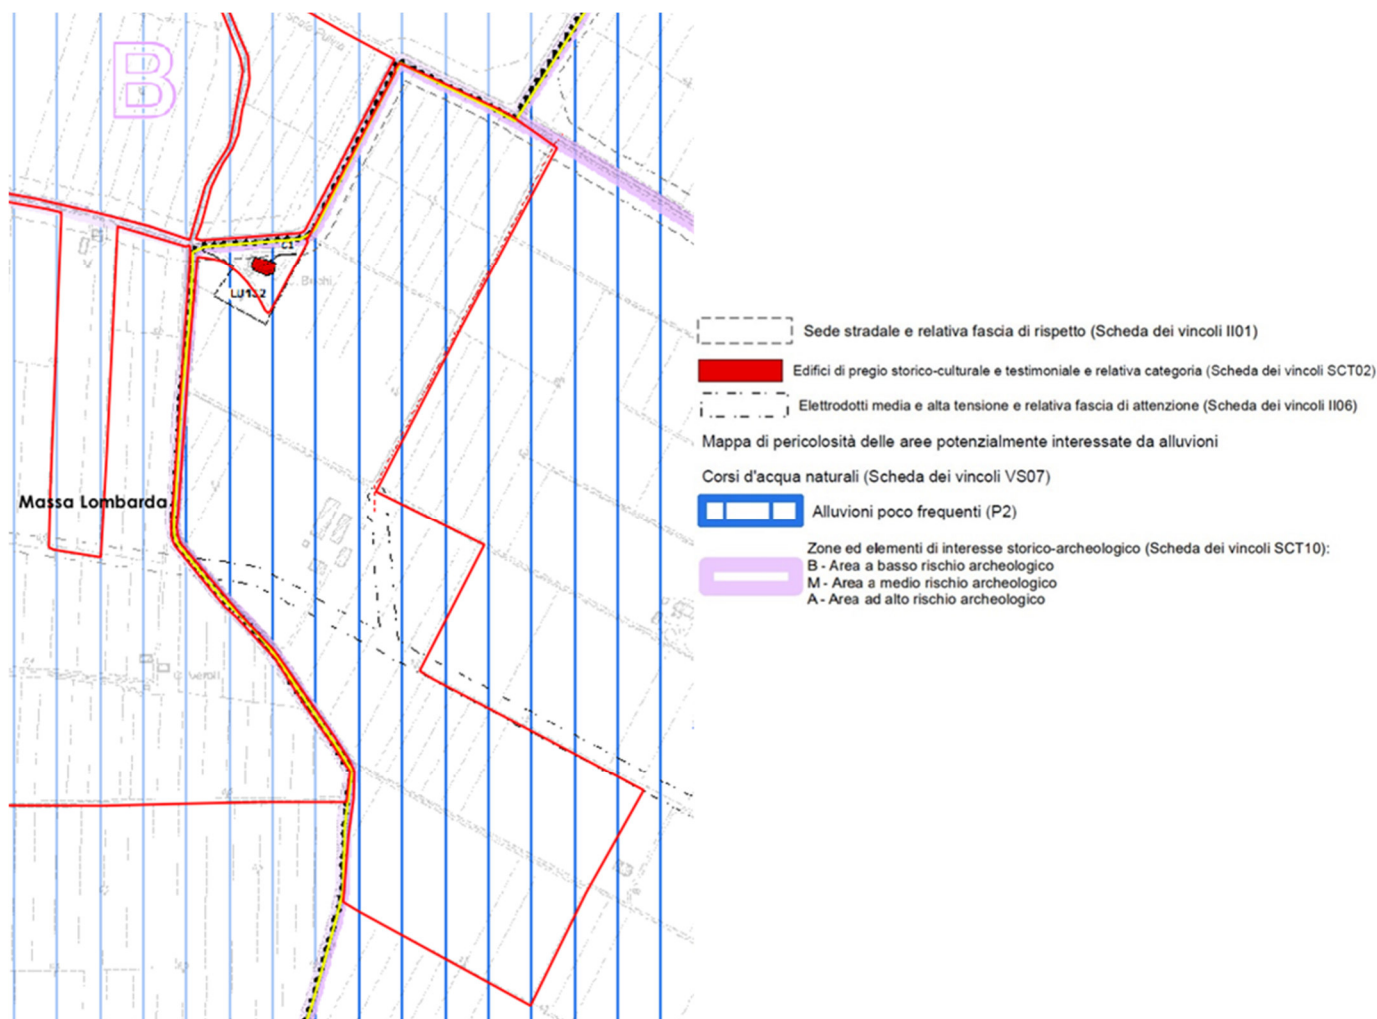 B
C1
LU132
Massa Lombarda
Sede stradale e relativa fascia di rispetto (Scheda dei vincoli II01)
Edifici di pregio storico-culturale e testimoniale e relativa categoria (Scheda dei vincoli SCT02)
Elettrodotti media e alta tensione e relativa fascia di attenzione (Scheda dei vincoli II06)
Mappa di pericolosità delle aree potenzialmente interessate da alluvioni
Corsi d'acqua naturali (Scheda dei vincoli VS07)
Alluvioni poco frequenti (P2)
Zone ed elementi di interesse storico-archeologico (Scheda dei vincoli SCT10):
B - Area a basso rischio archeologico
M - Area a medio rischio archeologico
A - Area ad alto rischio archeologico